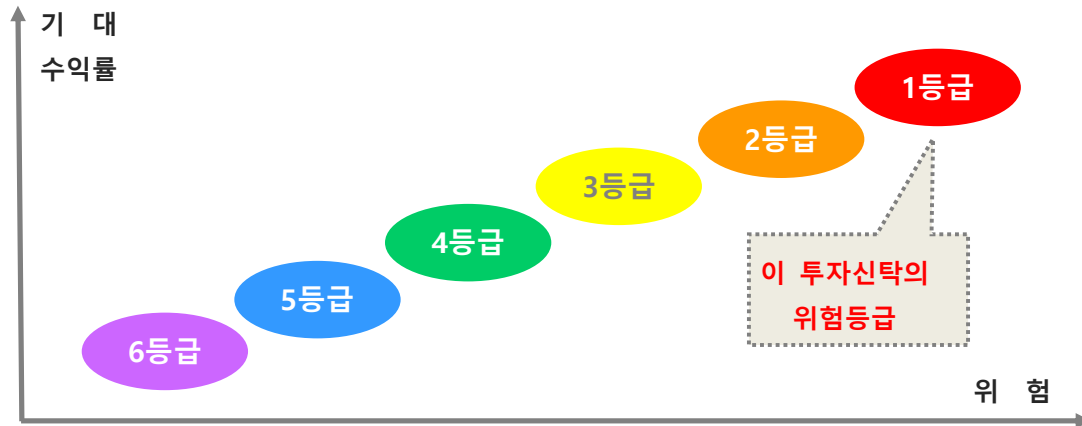 기 대
수익률
1등급
2등급
3등급
4등급
5등급
6등급
이 투자신탁의
위험등급
위 험